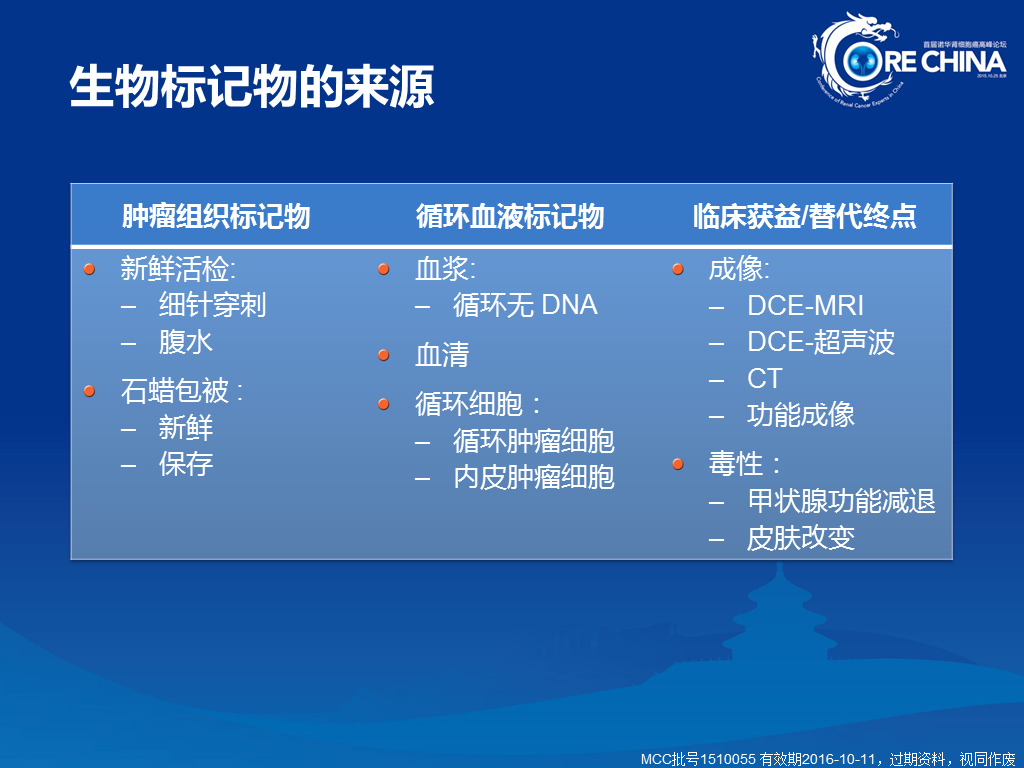 首届诺华肾细胞癌高峰论坛
CORE CHINA
2015.10.25 北京
Conference of Renal Cancer Experts in China
生物标记物的来源
肿瘤组织标记物 循环血液标记物 临床获益/替代终点
• 新鲜活检:
– 细针穿刺
– 腹水
• 石蜡包被:
– 新鲜
– 保存
• 血浆:
– 循环无 DNA
• 血清
• 循环细胞:
– 循环肿瘤细胞
– 内皮肿瘤细胞
• 成像:
– DCE-MRI
– DCE-超声波
– CT
– 功能成像
• 毒性:
– 甲状腺功能减退
– 皮肤改变
MCC批号1510055 有效期2016-10-11，过期资料，视同作废